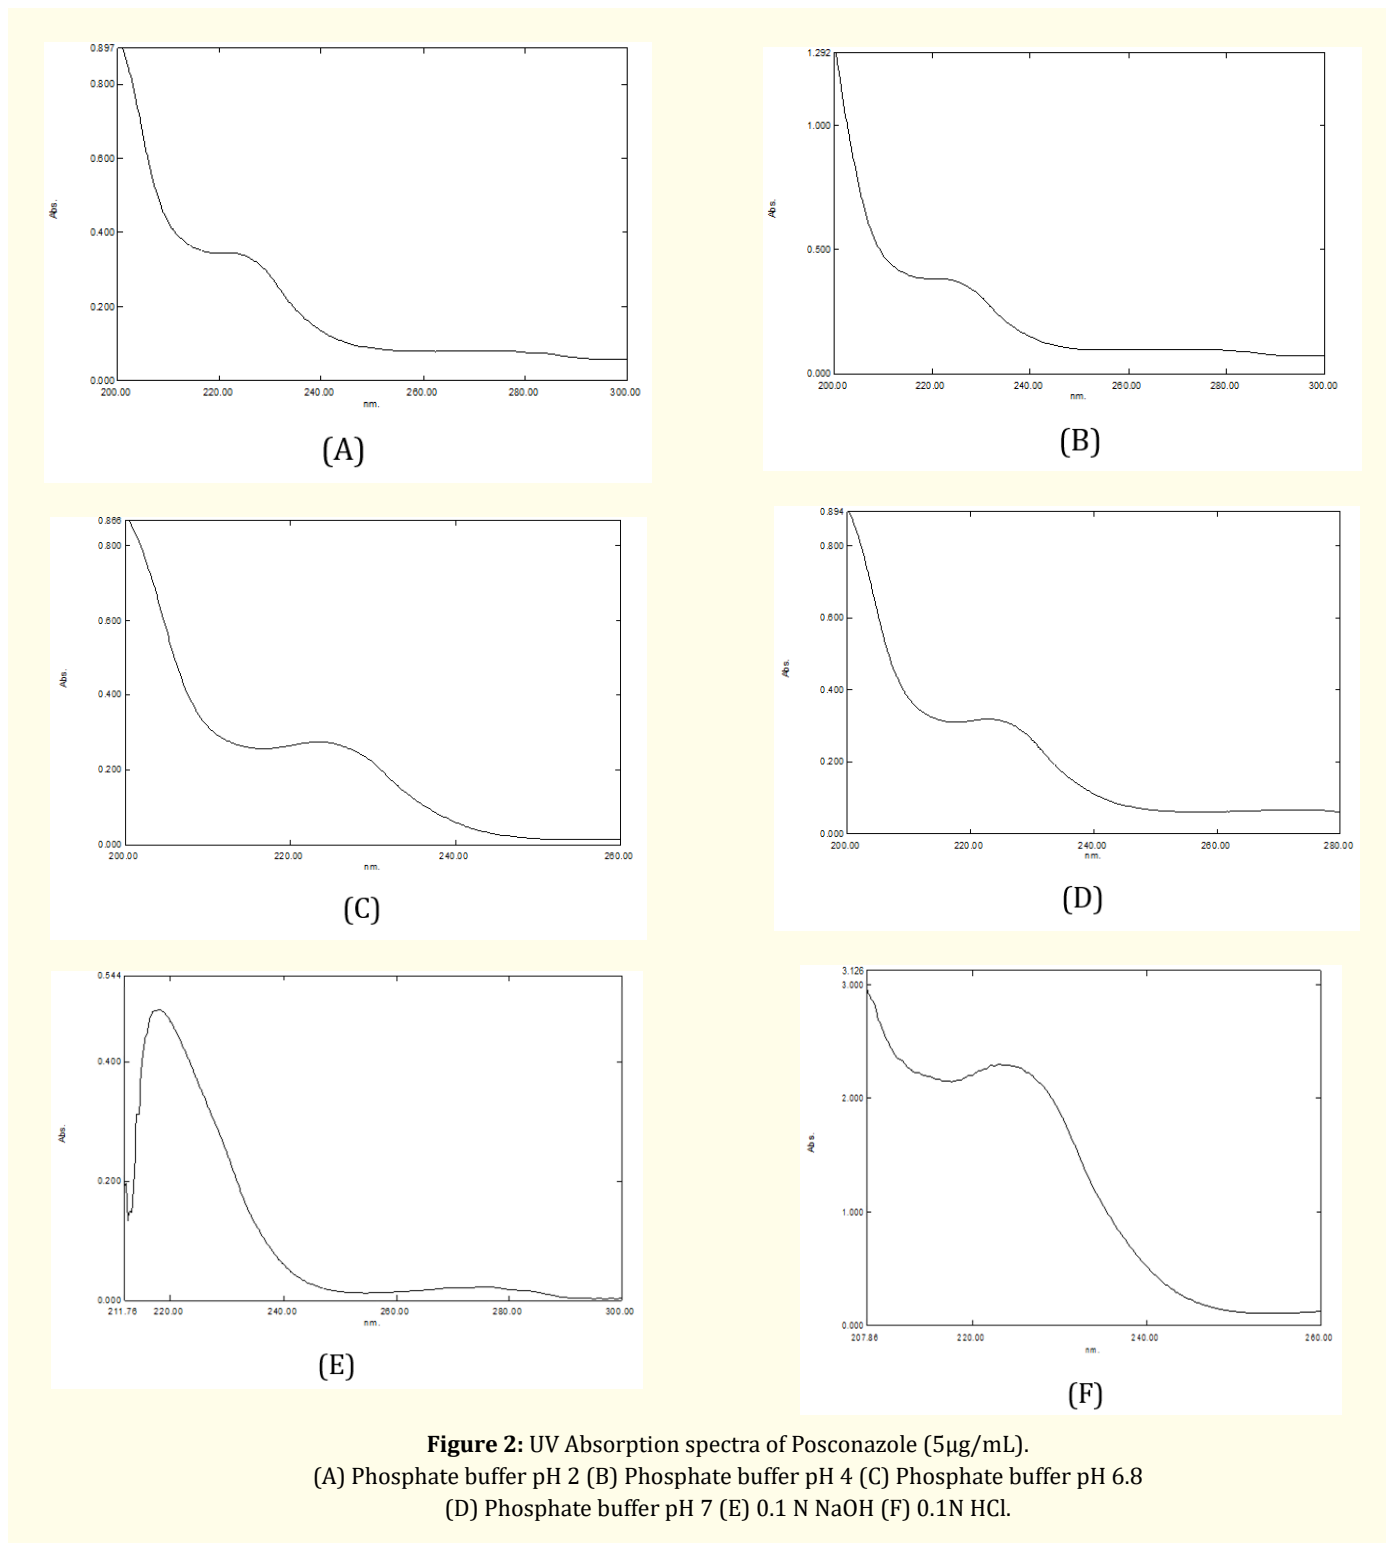 0.897
0.800
0.600
0.400
0.200
0.000
Abs.
200.00 220.00 240.00 260.00 280.00 300.00
nm.
(A)
1.292
1.000
0.500
0.000
Abs.
200.00 220.00 240.00 260.00 280.00 300.00
nm.
(B)
0.866
0.800
0.600
0.400
0.200
0.000
Abs.
200.00 220.00 240.00 260.00
nm.
(C)
0.894
0.800
0.600
0.400
0.200
0.000
Abs.
200.00 220.00 240.00 260.00 280.00
nm.
(D)
0.544
0.400
0.200
0.000
Abs.
211.76 220.00 240.00 260.00 280.00 300.00
nm.
(E)
3.126
3.000
2.000
1.000
0.000
Abs.
207.86 220.00 240.00 260.00
nm.
(F)
Figure 2: UV Absorption spectra of Posconazole (5μg/mL).
(A) Phosphate buffer pH 2 (B) Phosphate buffer pH 4 (C) Phosphate buffer pH 6.8
(D) Phosphate buffer pH 7 (E) 0.1 N NaOH (F) 0.1N HCl.